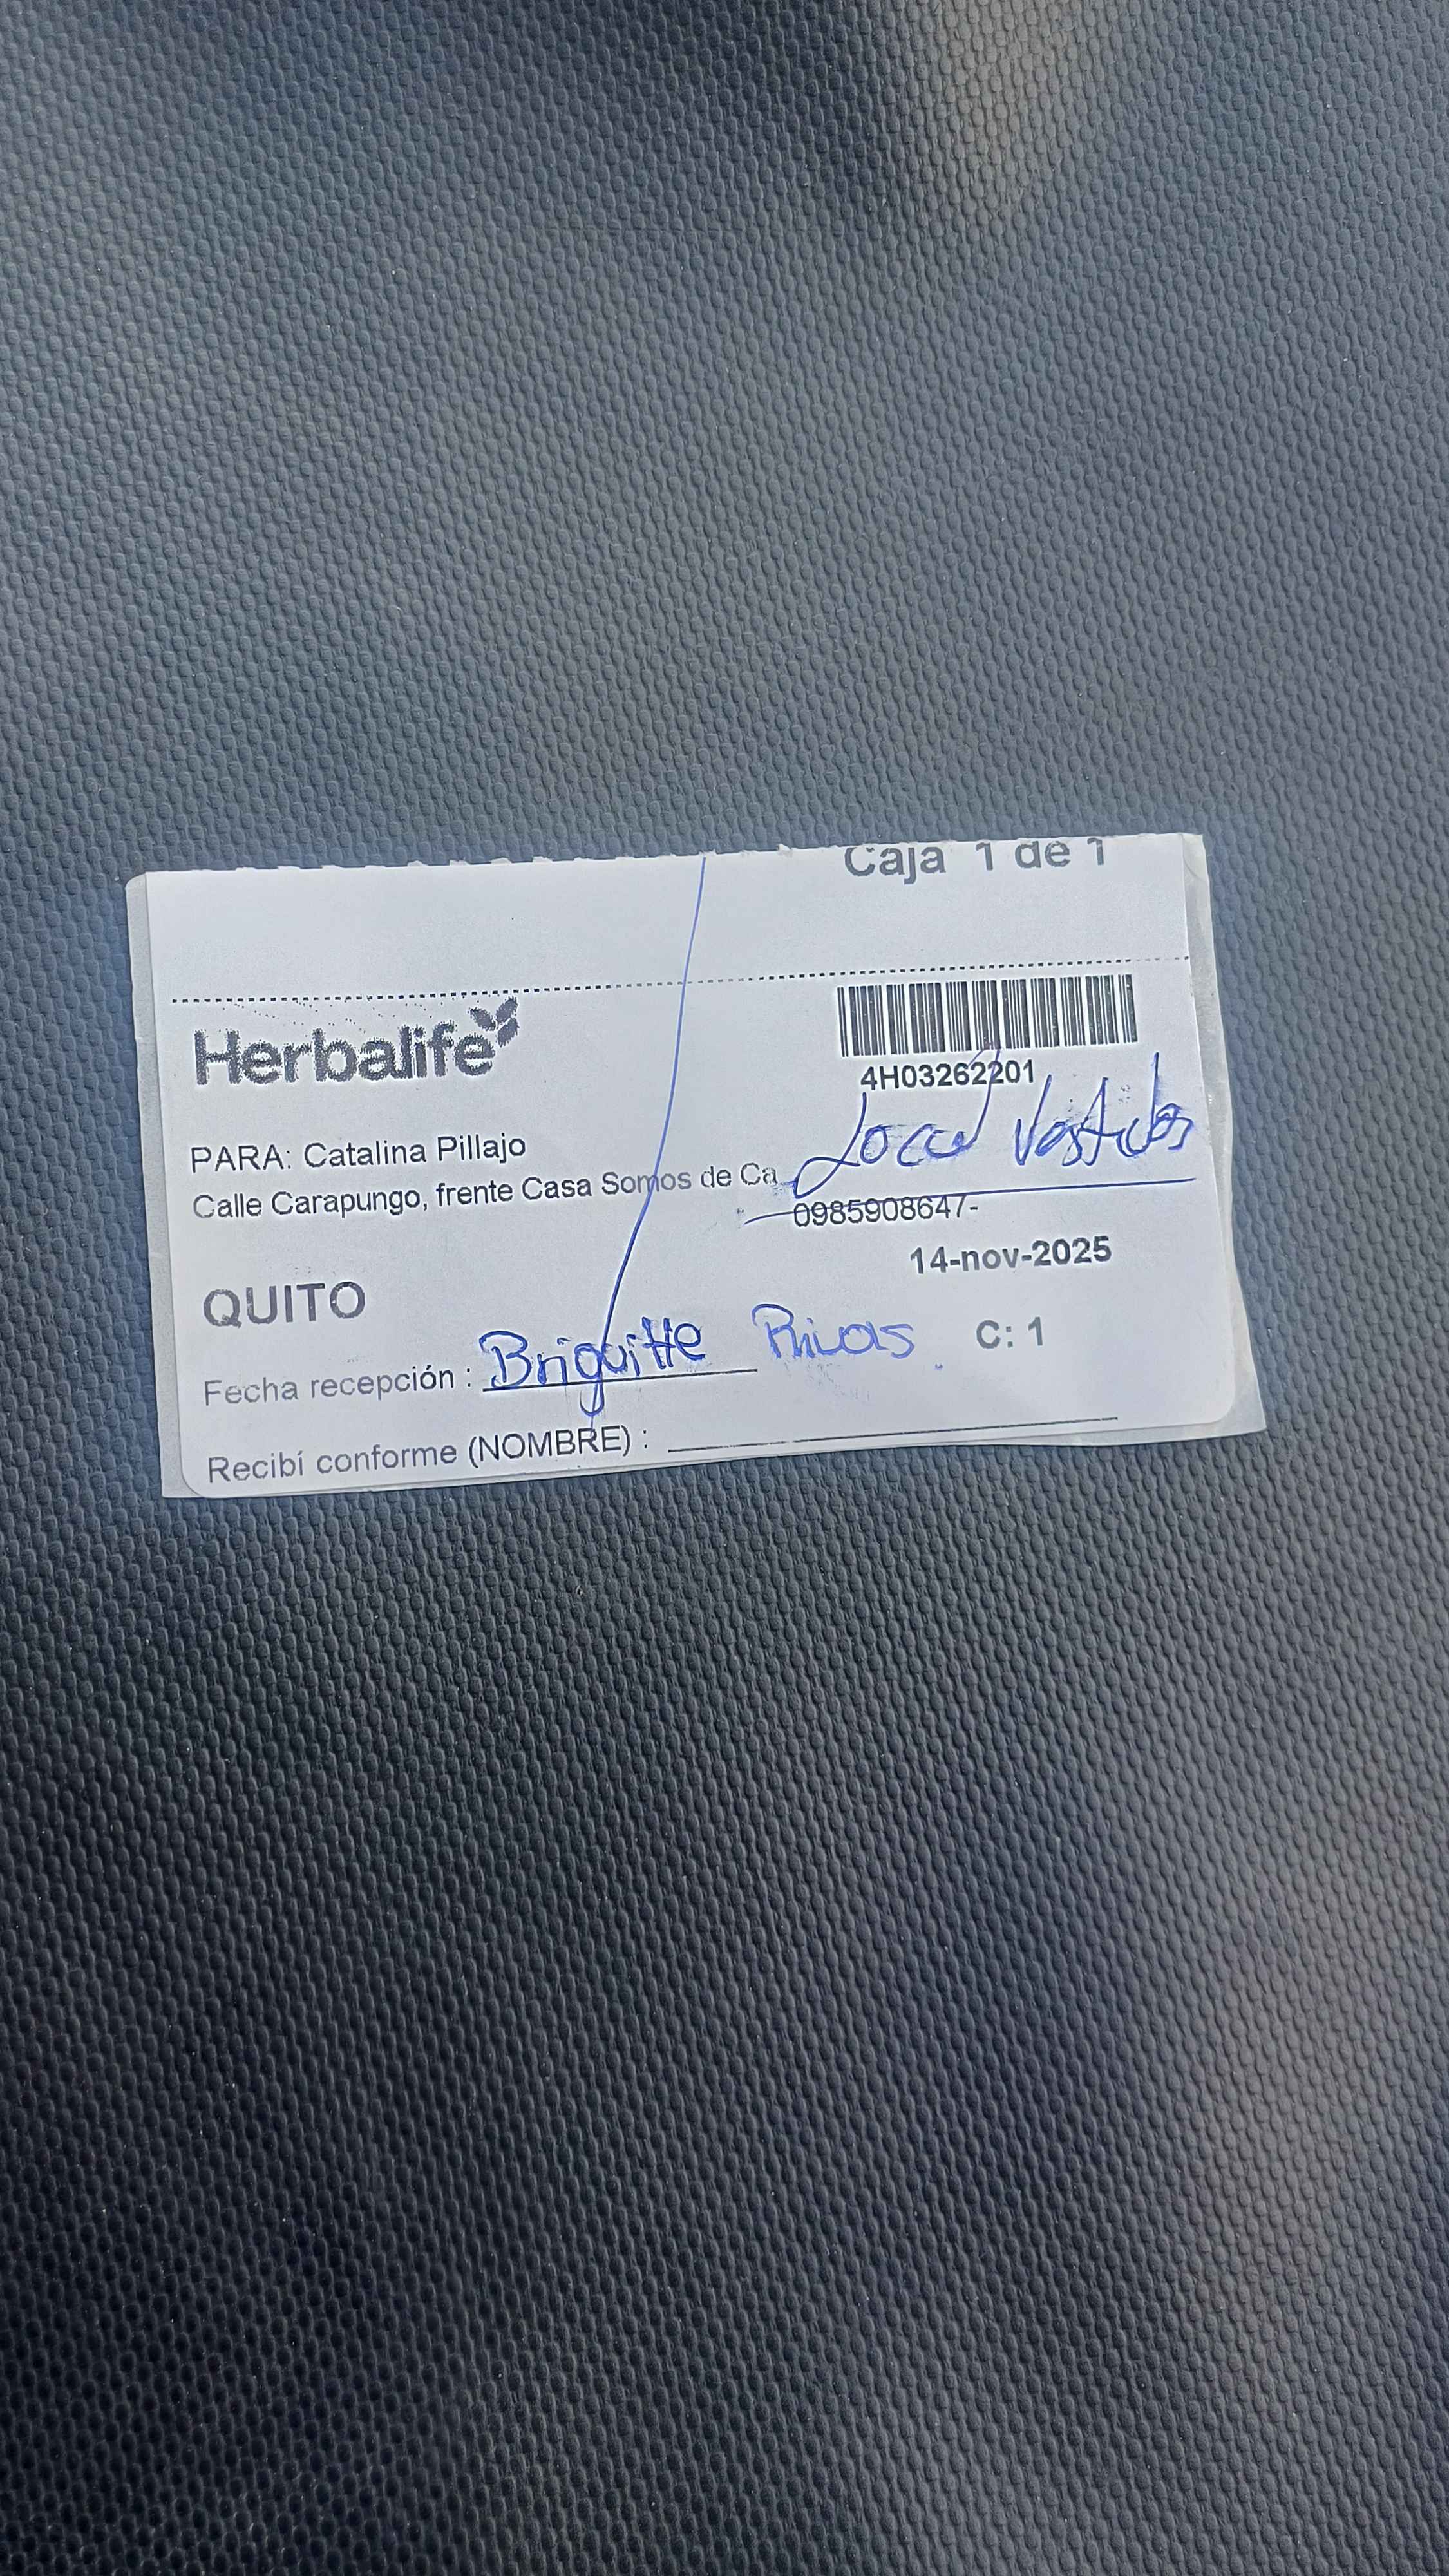 Caja 1 de 1
Herbalife
4H03262201
Local Vestidos
PARA: Catalina Pillajo
Calle Carapungo, frente Casa Somos de Ca
0985908647-
14-nov-2025
QUITO
C: 1
Fecha recepción : Briguitte Rivas
Recibí conforme (NOMBRE) :